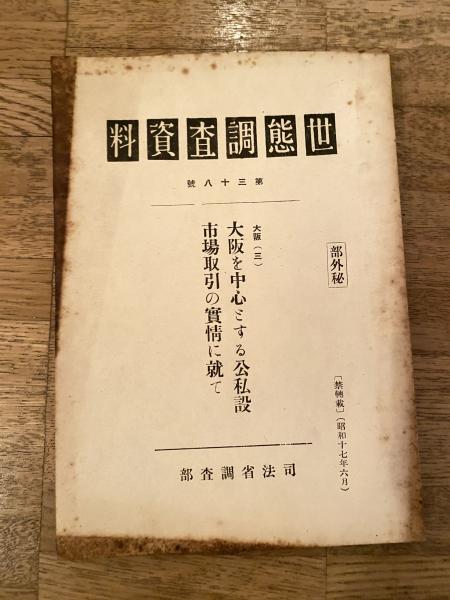 世態調査資料
第三十八號
部外秘
〔禁轉載〕(昭和十七年六月)
大阪(三)
大阪を中心とする公私設
市場取引の實情に就て
司法省調査部